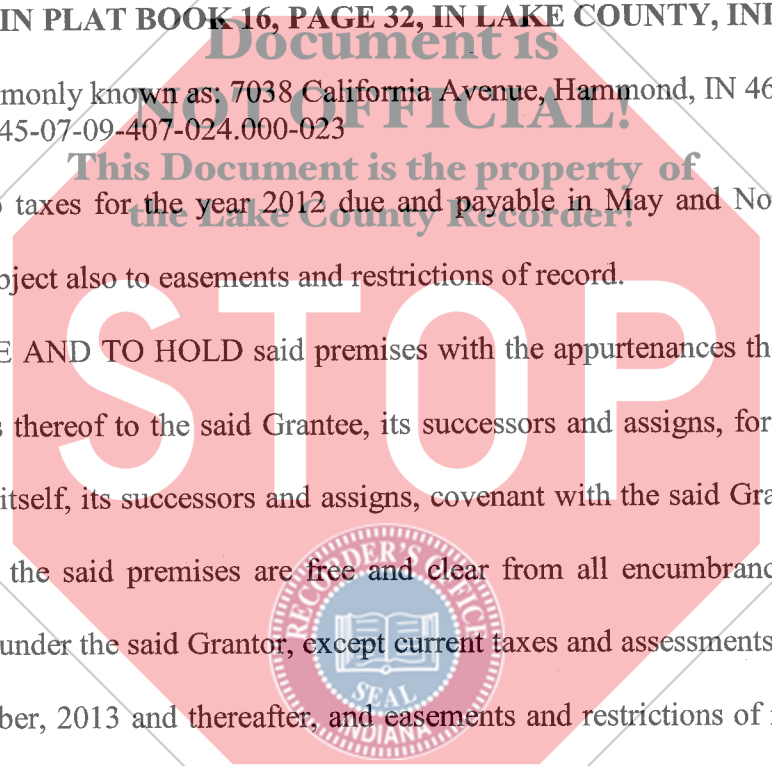 IN PLAT BOOK 16, PAGE 32, IN LAKE COUNTY, INI
Document is
monly known as: 7038 California Avenue, Hammond, IN 46
NOT OFFICIAL!
45-07-09-407-024.000-023
This Document is the property of
taxes for the year 2012 due and payable in May and No
the Lake County Recorder!
bject also to easements and restrictions of record.
STOP
E AND TO HOLD said premises with the appurtenances th
s thereof to the said Grantee, its successors and assigns, for
itself, its successors and assigns, covenant with the said Gra
the said premises are free and clear from all encumbranc
under the said Grantor, except current taxes and assessments
ber, 2013 and thereafter, and easements and restrictions of
RECORDER'S OFFICE
SEAL
INDIANA